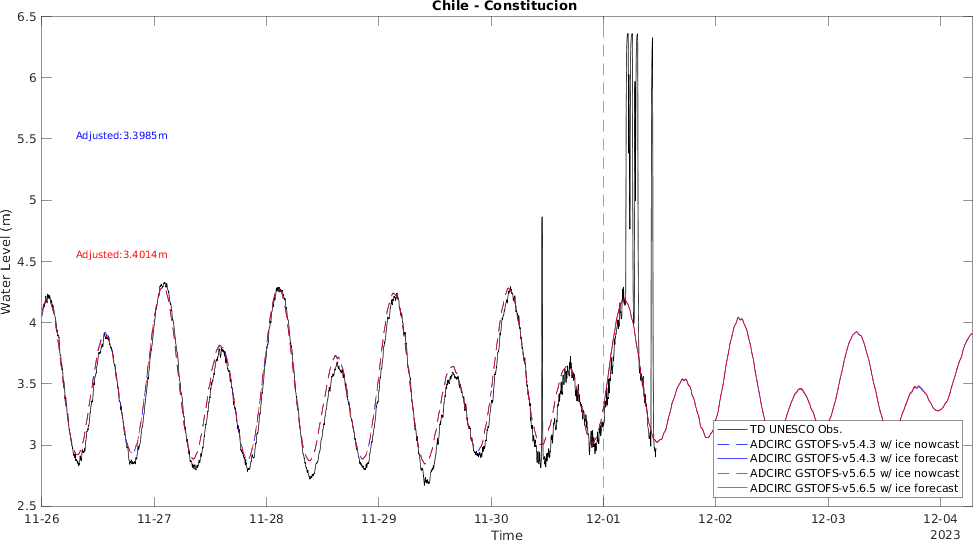 Chile - Constitucion
6.5
6
5.5
5
4.5
4
3.5
3
2.5
Water Level (m)
Adjusted:3.3985m
Adjusted:3.4014m
TD UNESCO Obs.
ADCIRC GSTOFS-v5.4.3 w/ ice nowcast
ADCIRC GSTOFS-v5.4.3 w/ ice forecast
ADCIRC GSTOFS-v5.6.5 w/ ice nowcast
ADCIRC GSTOFS-v5.6.5 w/ ice forecast
11-26 11-27 11-28 11-29 11-30 12-01 12-02 12-03 12-04
Time
2023